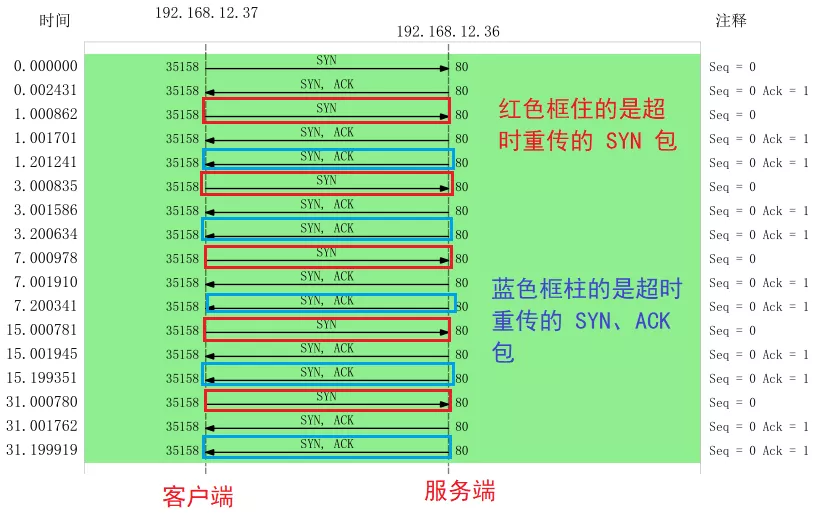 时间 192.168.12.37 192.168.12.36 注释
0.000000 35158 SYN 80 Seq = 0
0.002431 35158 SYN, ACK 80 Seq = 0 Ack = 1
1.000862 35158 SYN 80 Seq = 0
1.001701 35158 SYN, ACK 80 Seq = 0 Ack = 1
1.201241 35158 SYN, ACK 80 Seq = 0 Ack = 1
3.000835 35158 SYN 80 Seq = 0
3.001586 35158 SYN, ACK 80 Seq = 0 Ack = 1
3.200634 35158 SYN, ACK 80 Seq = 0 Ack = 1
7.000978 35158 SYN 80 Seq = 0
7.001910 35158 SYN, ACK 80 Seq = 0 Ack = 1
7.200341 35158 SYN, ACK 80 Seq = 0 Ack = 1
15.000781 35158 SYN 80 Seq = 0
15.001945 35158 SYN, ACK 80 Seq = 0 Ack = 1
15.199351 35158 SYN, ACK 80 Seq = 0 Ack = 1
31.000780 35158 SYN 80 Seq = 0
31.001762 35158 SYN, ACK 80 Seq = 0 Ack = 1
31.199919 35158 SYN, ACK 80 Seq = 0 Ack = 1
红色框住的是超
时重传的 SYN 包
蓝色框柱的是超时
重传的 SYN、ACK
包
客户端 服务端